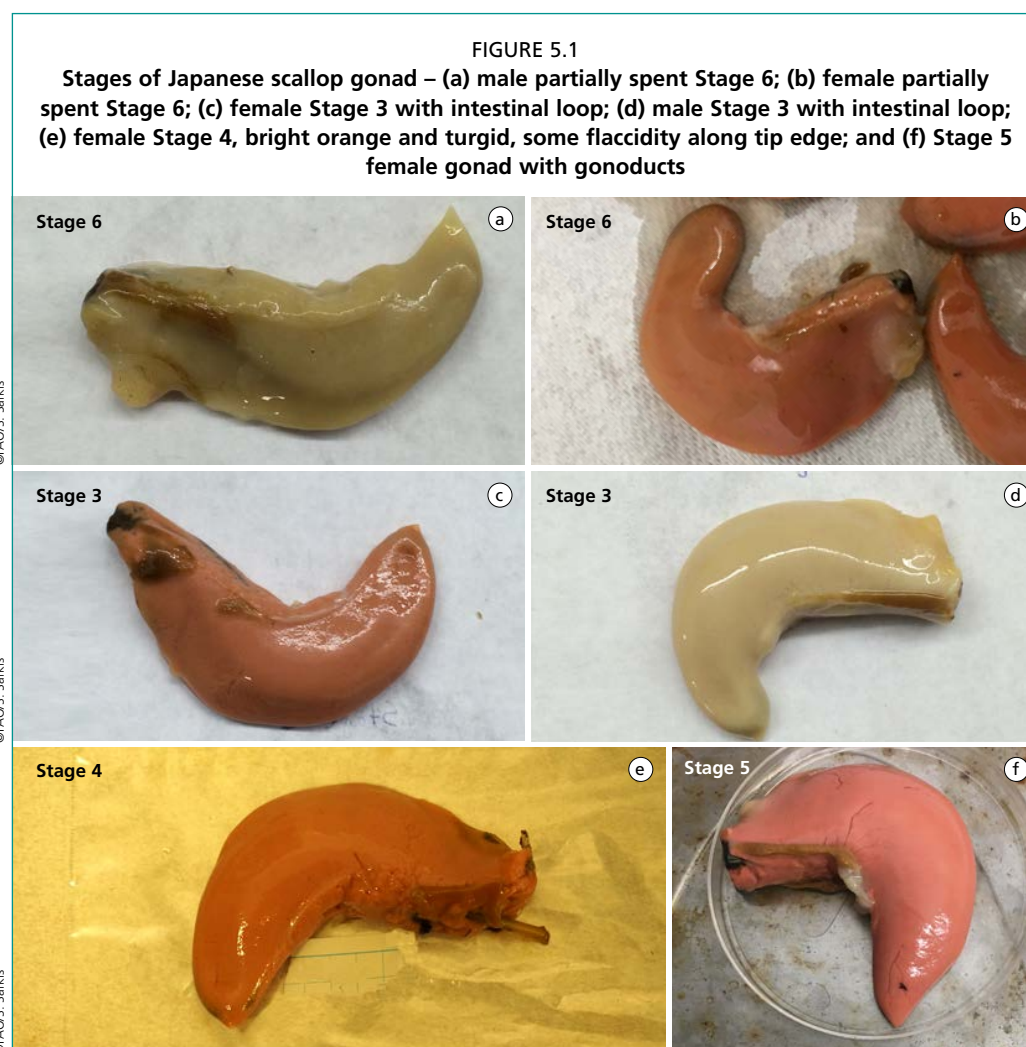 FIGURE 5.1
Stages of Japanese scallop gonad – (a) male partially spent Stage 6; (b) female partially
spent Stage 6; (c) female Stage 3 with intestinal loop; (d) male Stage 3 with intestinal loop;
(e) female Stage 4, bright orange and turgid, some flaccidity along tip edge; and (f) Stage 5
female gonad with gonoducts
Stage 6
a
Stage 6
b
Stage 3
c
Stage 3
d
Stage 4
e
Stage 5
f